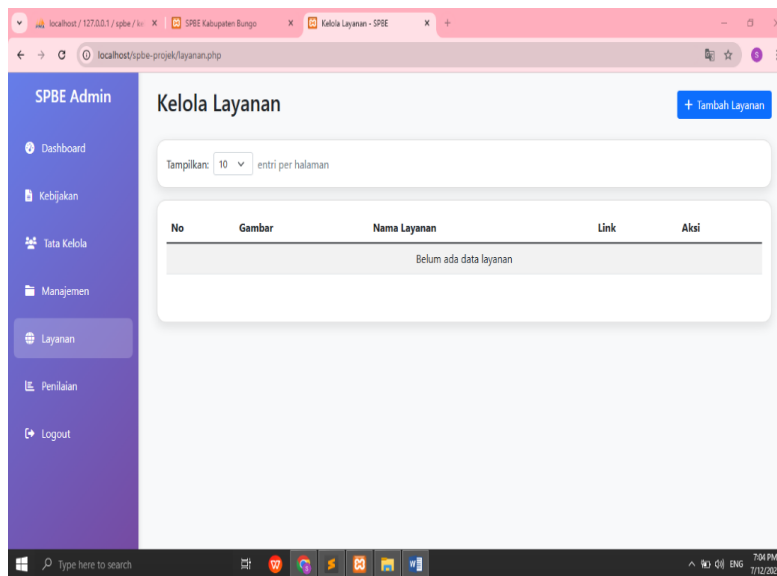 localhost / 127.0.0.1 / spbe /
SPBE Kabupaten Bungo
Kelola Layanan - SPBE
localhost/spbe-projek/layanan.php
S
SPBE Admin
Dashboard
Kebijakan
Tata Kelola
Manajemen
Layanan
Penilaian
Logout
Kelola Layanan
+ Tambah Layanan
Tampilkan: 10 entri per halaman
No Gambar Nama Layanan Link Aksi
Belum ada data layanan
Type here to search
W
S
ENG
7:04 PM
7/12/202